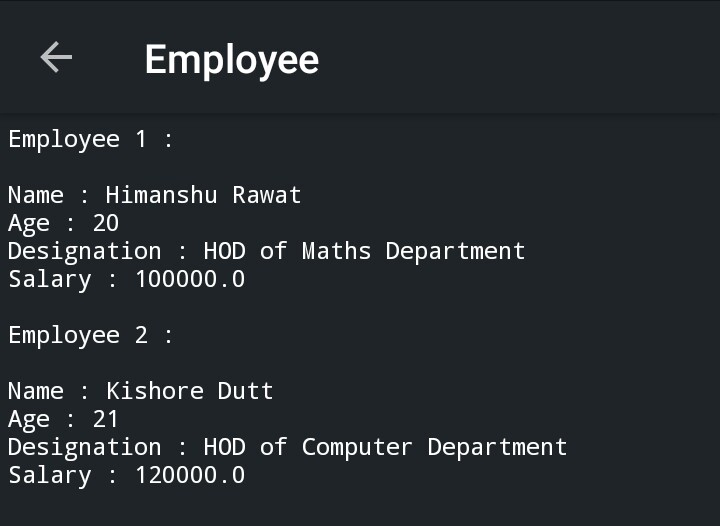 Employee
Employee 1 :
Name : Himanshu Rawat
Age : 20
Designation : HOD of Maths Department
Salary : 100000.0
Employee 2 :
Name : Kishore Dutt
Age : 21
Designation : HOD of Computer Department
Salary : 120000.0